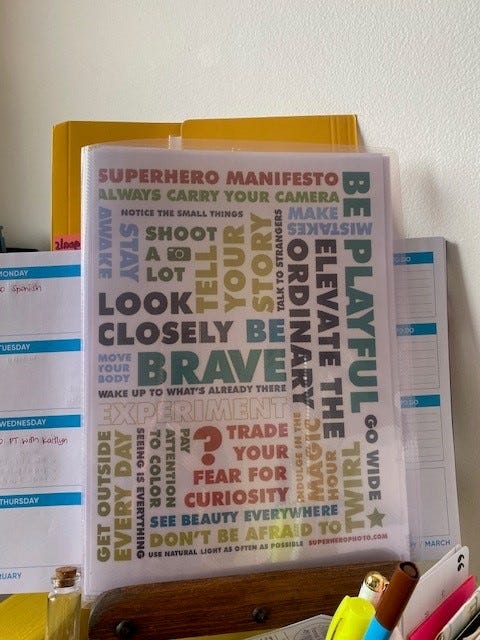 SUPERHERO MANIFESTO
ALWAYS CARRY YOUR CAMERA
BE PLAYFUL
AWAKE
STAY
NOTICE THE SMALL THINGS
SHOOT
A
LOT
TELL
YOUR
STORY
TALK TO STRANGERS
MAKE
MISTAKES
ELEVATE THE
ORDINARY
LOOK
CLOSELY BE
BRAVE
MOVE
YOUR
BODY
WAKE UP TO WHAT'S ALREADY THERE
EXPERIMENT
GET OUTSIDE
EVERY DAY
SEEING IS EVERYTHING
PAY
ATTENTION
TO COLOR
?
TRADE
YOUR
FEAR FOR
CURIOSITY
INDULGE IN THE
MAGIC
HOUR
TWIRL
GO WIDE
SEE BEAUTY EVERYWHERE
DON'T BE AFRAID TO
USE NATURAL LIGHT AS OFTEN AS POSSIBLE SUPERHEROPHOTO.COM
MONDAY
spanish
TUESDAY
WEDNESDAY
PT with Kaitlyn
THURSDAY
/ MARCH